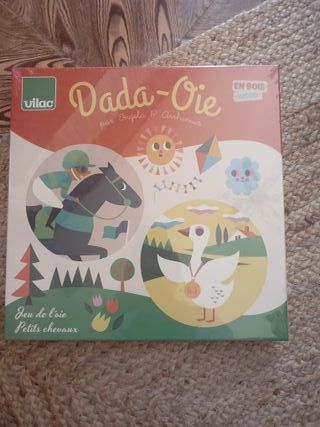 vilac
Dada-Oie
par Ingela P. Arrhenius
EN BOIS
Jeu de l'oie
Petits chevaux